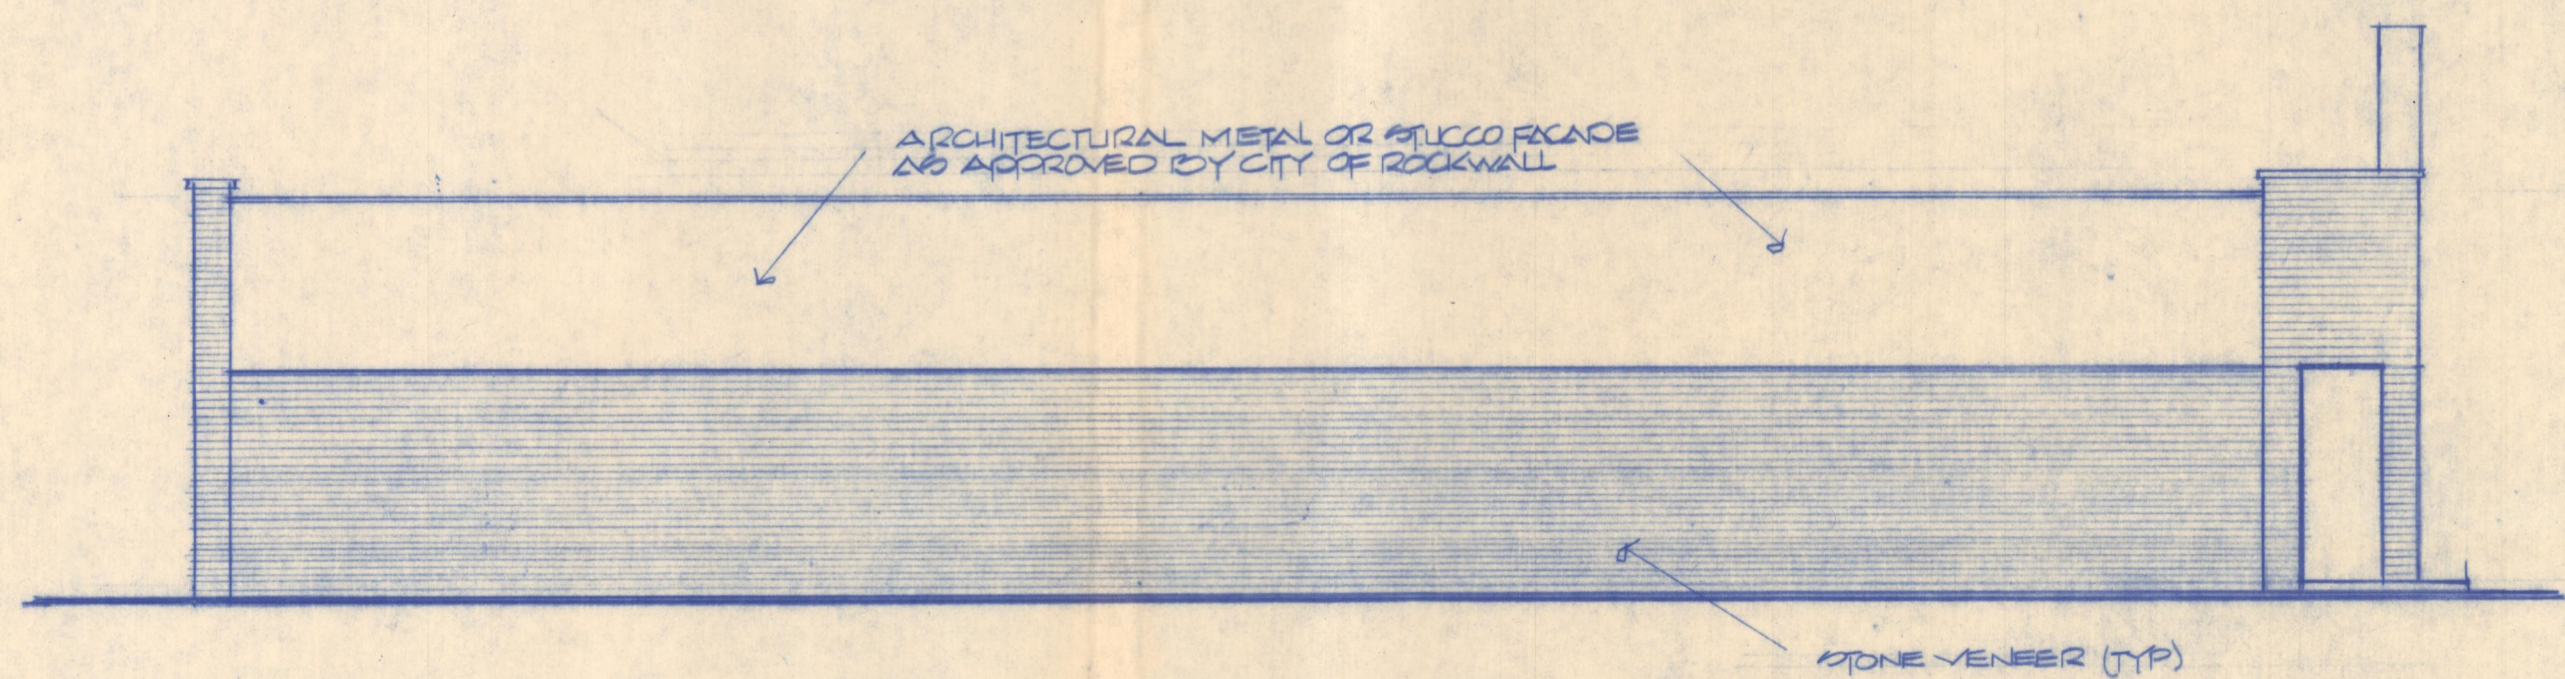 ARCHITECTURAL METAL OR STUCCO FACADE
AS APPROVED BY CITY OF ROCKWALL
STONE VENEER (TYP)